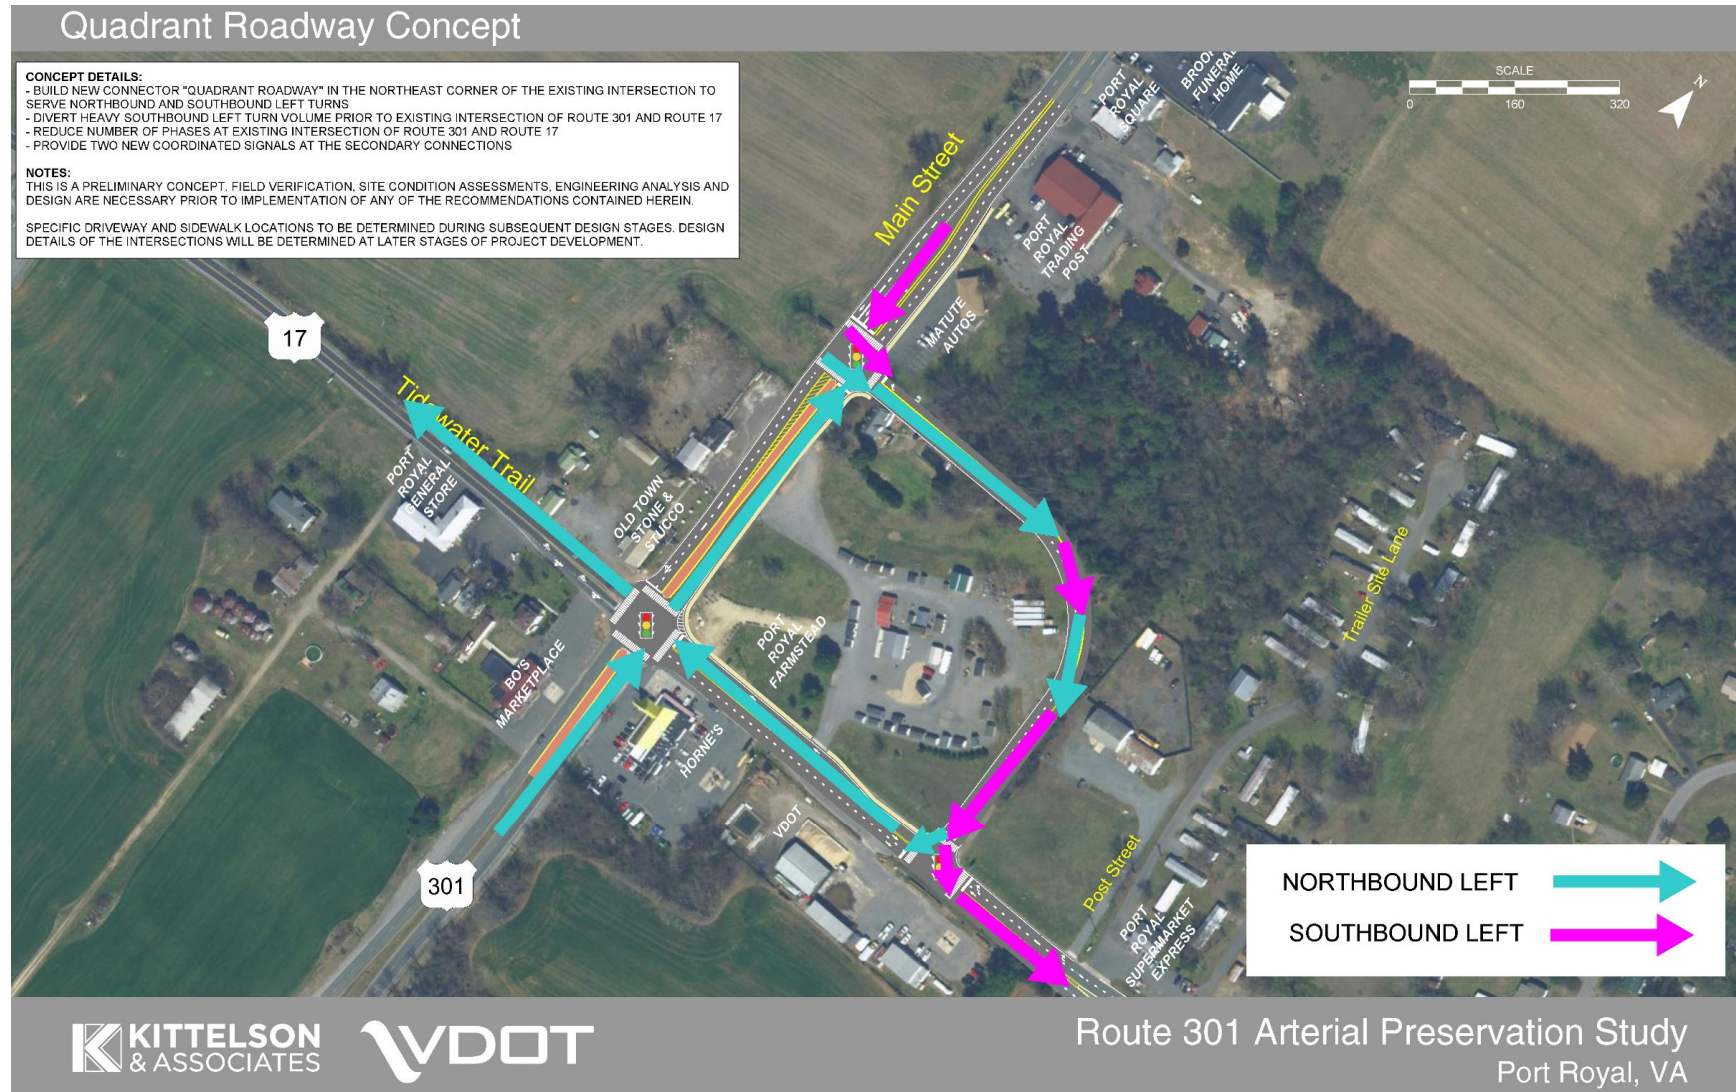 Quadrant Roadway Concept
CONCEPT DETAILS:
- BUILD NEW CONNECTOR "QUADRANT ROADWAY" IN THE NORTHEAST CORNER OF THE EXISTING INTERSECTION TO
SERVE NORTHBOUND AND SOUTHBOUND LEFT TURNS
- DIVERT HEAVY SOUTHBOUND LEFT TURN VOLUME PRIOR TO EXISTING INTERSECTION OF ROUTE 301 AND ROUTE 17
- REDUCE NUMBER OF PHASES AT EXISTING INTERSECTION OF ROUTE 301 AND ROUTE 17
- PROVIDE TWO NEW COORDINATED SIGNALS AT THE SECONDARY CONNECTIONS
NOTES:
THIS IS A PRELIMINARY CONCEPT. FIELD VERIFICATION, SITE CONDITION ASSESSMENTS, ENGINEERING ANALYSIS AND
DESIGN ARE NECESSARY PRIOR TO IMPLEMENTATION OF ANY OF THE RECOMMENDATIONS CONTAINED HEREIN.
SPECIFIC DRIVEWAY AND SIDEWALK LOCATIONS TO BE DETERMINED DURING SUBSEQUENT DESIGN STAGES. DESIGN
DETAILS OF THE INTERSECTIONS WILL BE DETERMINED AT LATER STAGES OF PROJECT DEVELOPMENT.
PORT
ROYAL
SQUARE
FUNERAL
HOME
SCALE
0 160 320
N
Main Street
PORT
ROYAL
TRADING
POST
MATUTE
AUTOS
17
Tidewater Trail
PORT
ROYAL
GENERAL
STORE
OLD TOWN
STONE &
STUCCO
Trailer Site Lane
PORT
ROYAL
FARMSTEAD
BO'S
MARKETPLACE
HORNE'S
VDOT
301
Post Street
PORT
ROYAL
SUPERMARKET
EXPRESS
NORTHBOUND LEFT
SOUTHBOUND LEFT
KITTELSON
& ASSOCIATES
VDOT
Route 301 Arterial Preservation Study
Port Royal, VA